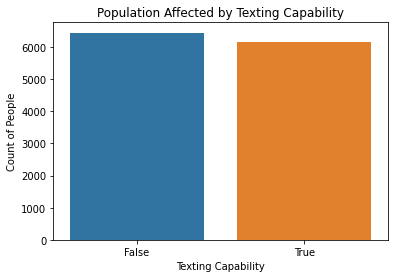 Population Affected by Texting Capability
Count of People
6000
5000
4000
3000
2000
1000
0
False
True
Texting Capability